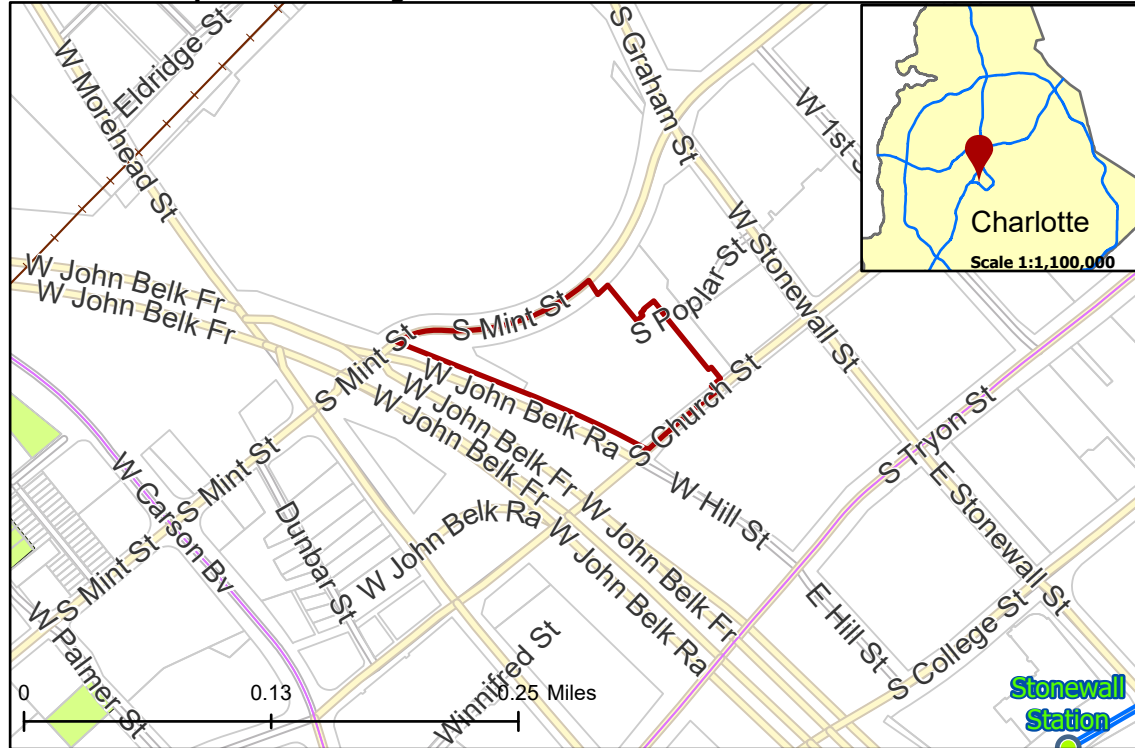 W Morehead St
Eldridge St
S Graham St
W 1st S
Charlotte
Scale 1:1,100,000
W John Belk Fr
W John Belk Fr
W Stonewall St
S Poplar St
S Mint St
S Mint St
W John Belk Ra
W John Belk Fr
W John Belk Fr
S Church St
S Tryon St
W Carson Bv
S Mint St
S Mint St
Dunbar St
W John Belk Ra
W Hill St
W John Belk Fr
W John Belk Ra
E Stonewall St
E Hill St
S College St
W Palmer St
Winnifred St
Stonewall
Station
0
0.13
0.25 Miles